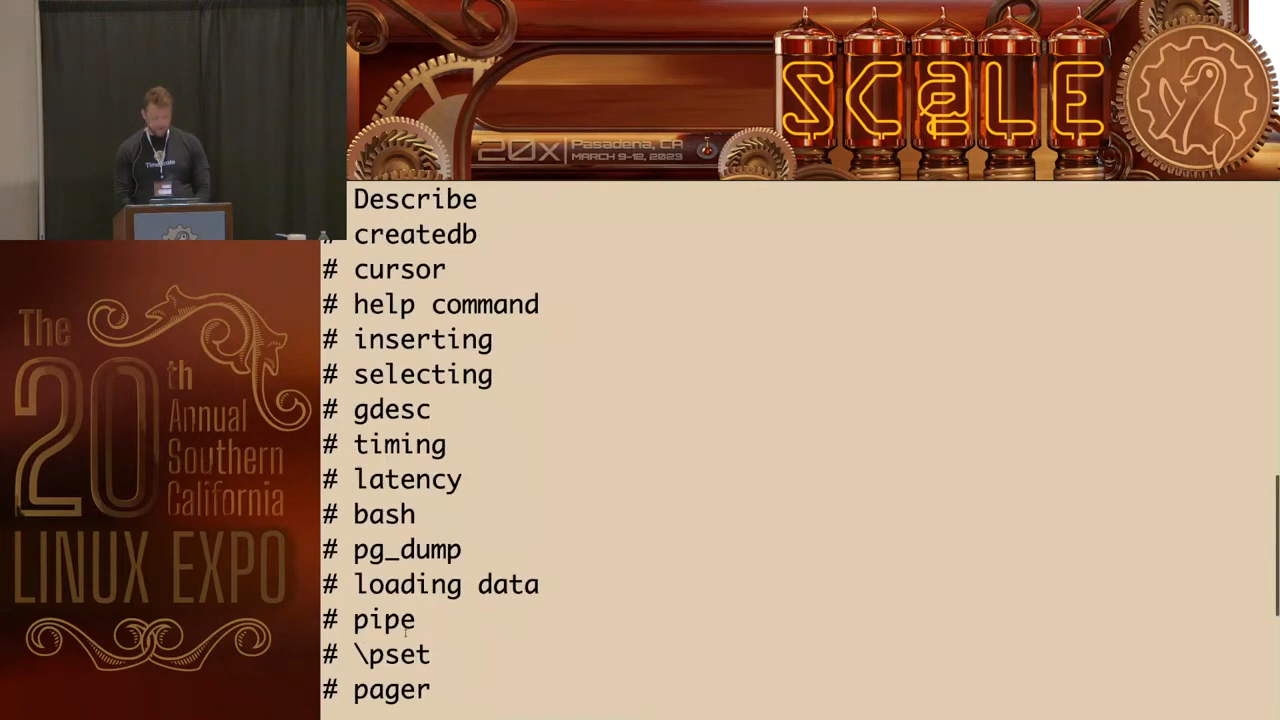 SCaLE
20x Pasadena, CA
MARCH 9-12, 2023
Describe
# createdb
# cursor
# help command
# inserting
# selecting
# gdesc
# timing
# latency
# bash
# pg_dump
# loading data
# pipe
# \pset
# pager
The
20th
Annual
Southern
California
LINUX EXPO